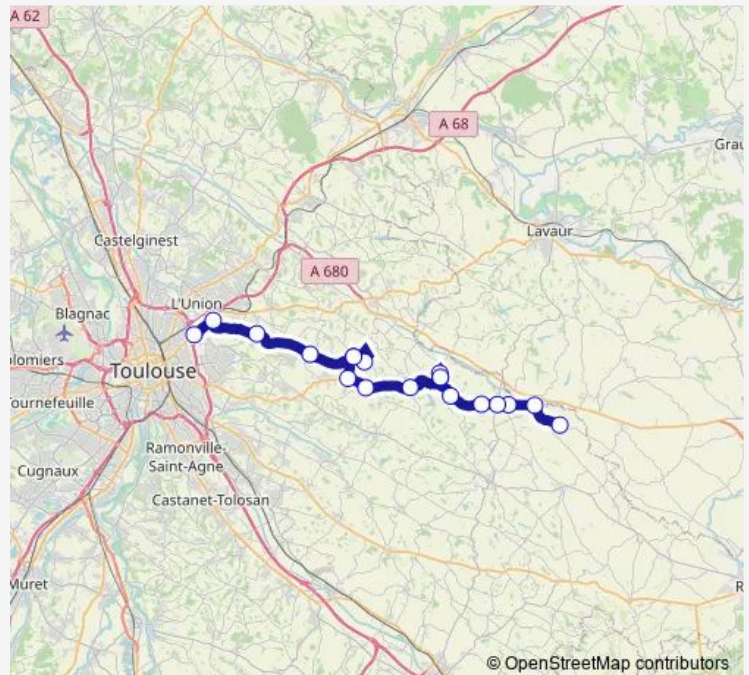 A 62
A 68
Grau
Lavaur
Castelginest
A 680
L'Union
Blagnac
olomiers
Toulouse
ournefeuille
Ramonville-
Saint-Agne
Cugnaux
Castanet-Tolosan
Muret
R
© OpenStreetMap contributors